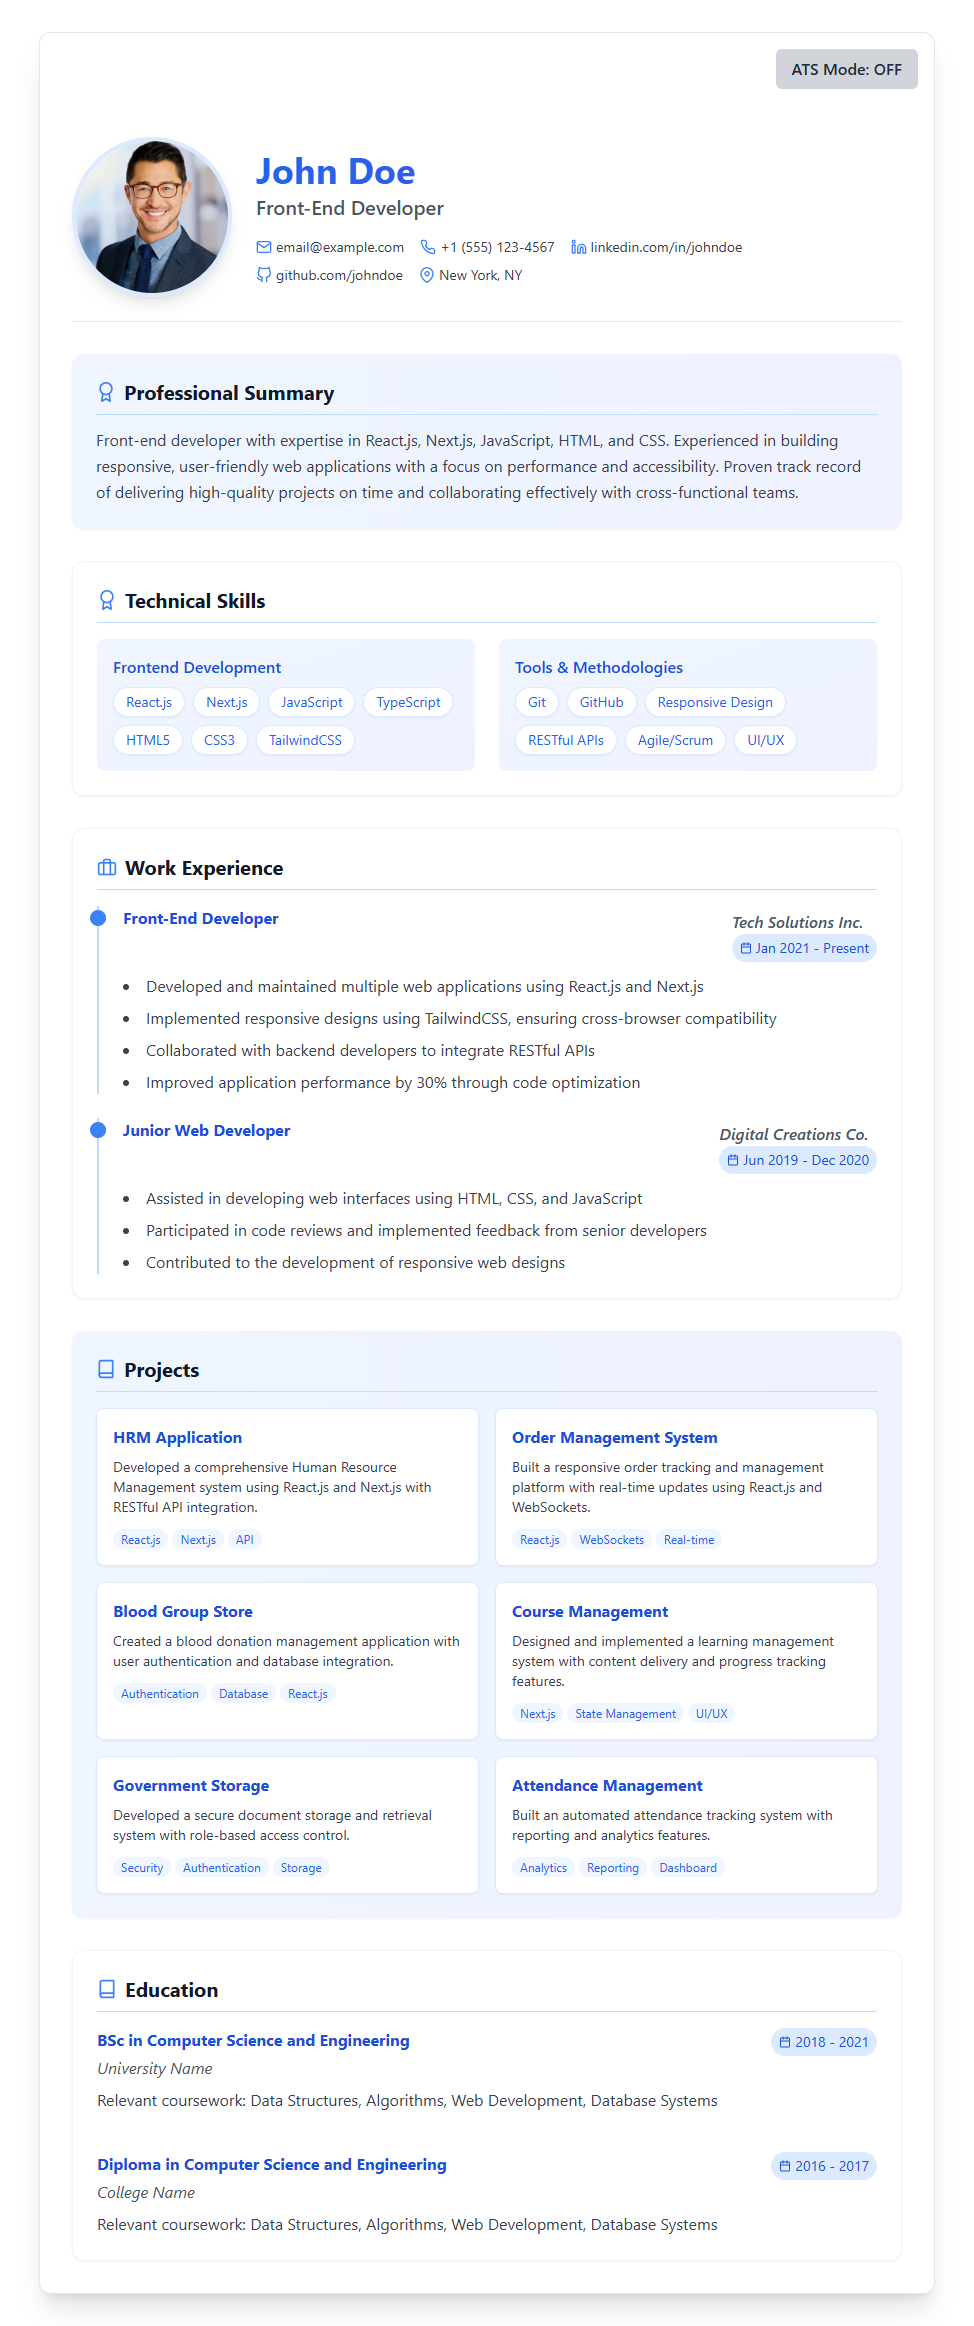 ATS Mode: OFF
John Doe
Front-End Developer
email@example.com +1 (555) 123-4567 linkedin.com/in/johndoe
github.com/johndoe New York, NY
Professional Summary
Front-end developer with expertise in React.js, Next.js, JavaScript, HTML, and CSS. Experienced in building
responsive, user-friendly web applications with a focus on performance and accessibility. Proven track record
of delivering high-quality projects on time and collaborating effectively with cross-functional teams.
Technical Skills
Frontend Development
React.js Next.js JavaScript TypeScript
HTML5 CSS3 TailwindCSS
Tools & Methodologies
Git GitHub Responsive Design
RESTful APIs Agile/Scrum UI/UX
Work Experience
Front-End Developer
Tech Solutions Inc.
Jan 2021 - Present
• Developed and maintained multiple web applications using React.js and Next.js
• Implemented responsive designs using TailwindCSS, ensuring cross-browser compatibility
• Collaborated with backend developers to integrate RESTful APIs
• Improved application performance by 30% through code optimization
Junior Web Developer
Digital Creations Co.
Jun 2019 - Dec 2020
• Assisted in developing web interfaces using HTML, CSS, and JavaScript
• Participated in code reviews and implemented feedback from senior developers
• Contributed to the development of responsive web designs
Projects
HRM Application
Developed a comprehensive Human Resource
Management system using React.js and Next.js with
RESTful API integration.
React.js Next.js API
Order Management System
Built a responsive order tracking and management
platform with real-time updates using React.js and
WebSockets.
React.js WebSockets Real-time
Blood Group Store
Created a blood donation management application with
user authentication and database integration.
Authentication Database React.js
Course Management
Designed and implemented a learning management
system with content delivery and progress tracking
features.
Next.js State Management UI/UX
Government Storage
Developed a secure document storage and retrieval
system with role-based access control.
Security Authentication Storage
Attendance Management
Built an automated attendance tracking system with
reporting and analytics features.
Analytics Reporting Dashboard
Education
BSc in Computer Science and Engineering
2018 - 2021
University Name
Relevant coursework: Data Structures, Algorithms, Web Development, Database Systems
Diploma in Computer Science and Engineering
2016 - 2017
College Name
Relevant coursework: Data Structures, Algorithms, Web Development, Database Systems